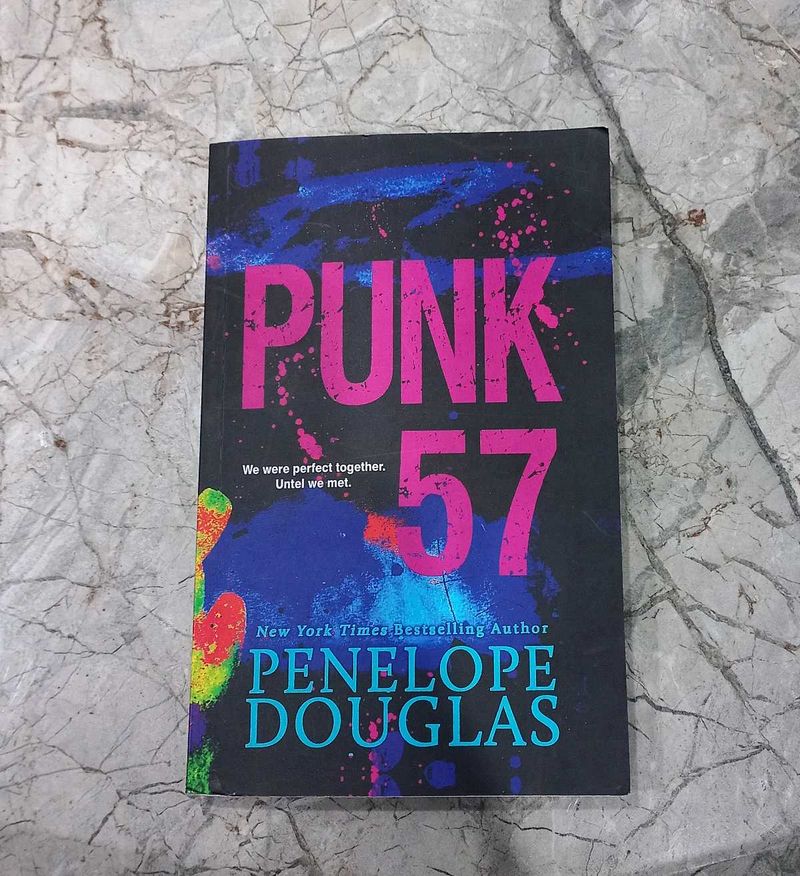 PUNK
57
We were perfect together.
Untel we met.
New York Times Bestselling Author
PENELOPE
DOUGLAS